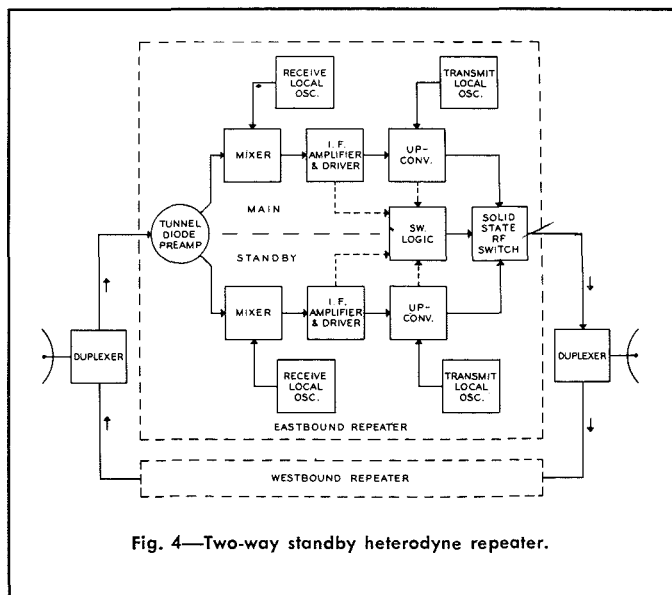 RECEIVE
LOCAL
OSC.
TRANSMIT
LOCAL OSC.
MIXER
I. F.
AMPLIFIER
& DRIVER
UP-
CONV.
MAIN
TUNNEL
DIODE
PREAMP
SW.
LOGIC
SOLID
STATE
RF
SWITCH
STANDBY
MIXER
I. F.
AMPLIFIER
& DRIVER
UP-
CONV.
DUPLEXER
DUPLEXER
RECEIVE
LOCAL
OSC.
TRANSMIT
LOCAL
OSC.
EASTBOUND REPEATER
WESTBOUND REPEATER
Fig. 4—Two-way standby heterodyne repeater.